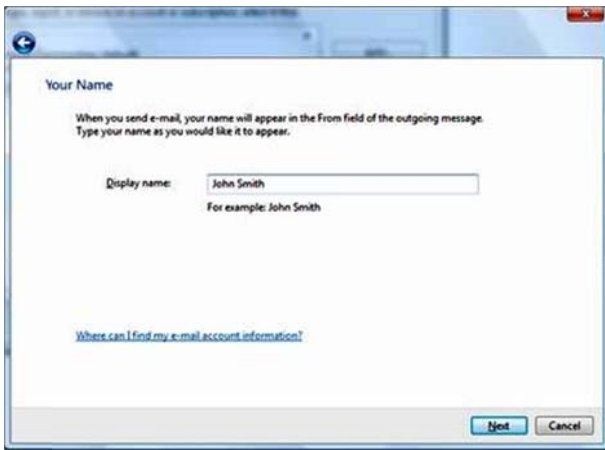 Your Name
When you send e-mail, your name will appear in the From field of the outgoing message.
Type your name as you would like it to appear.
Display name:
John Smith
For example: John Smith
Where can I find my e-mail account information?
Next
Cancel